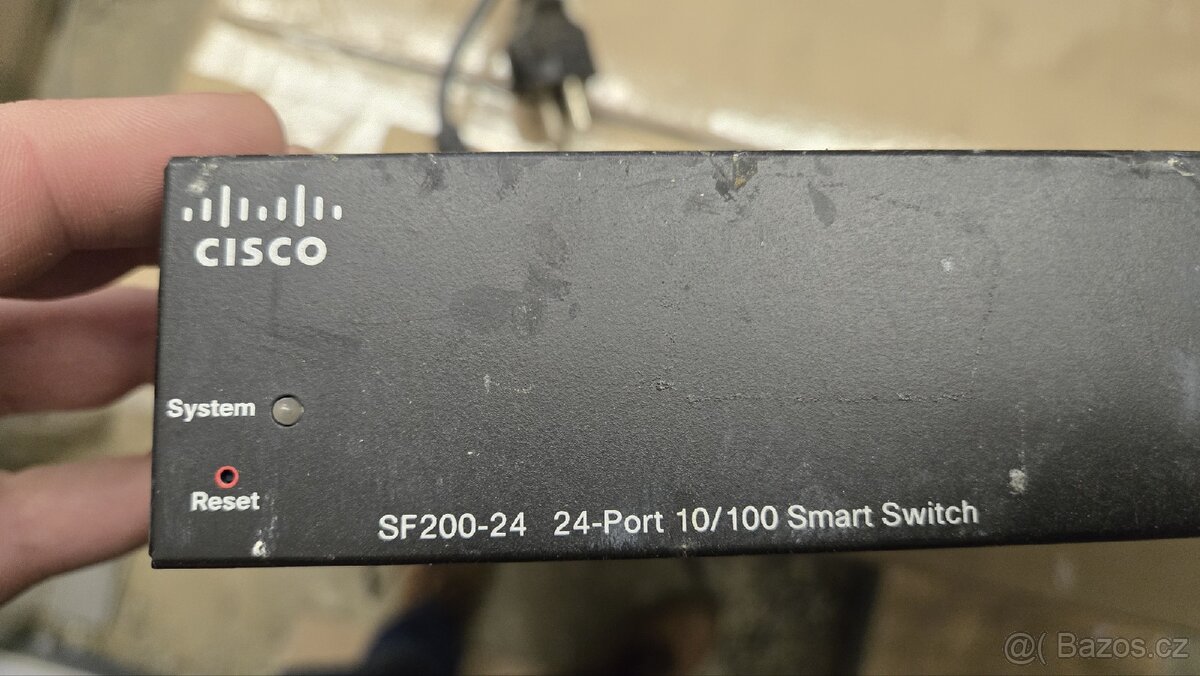 CISCO
System
Reset
SF200-24 24-Port 10/100 Smart Switch
@( Bazos.cz